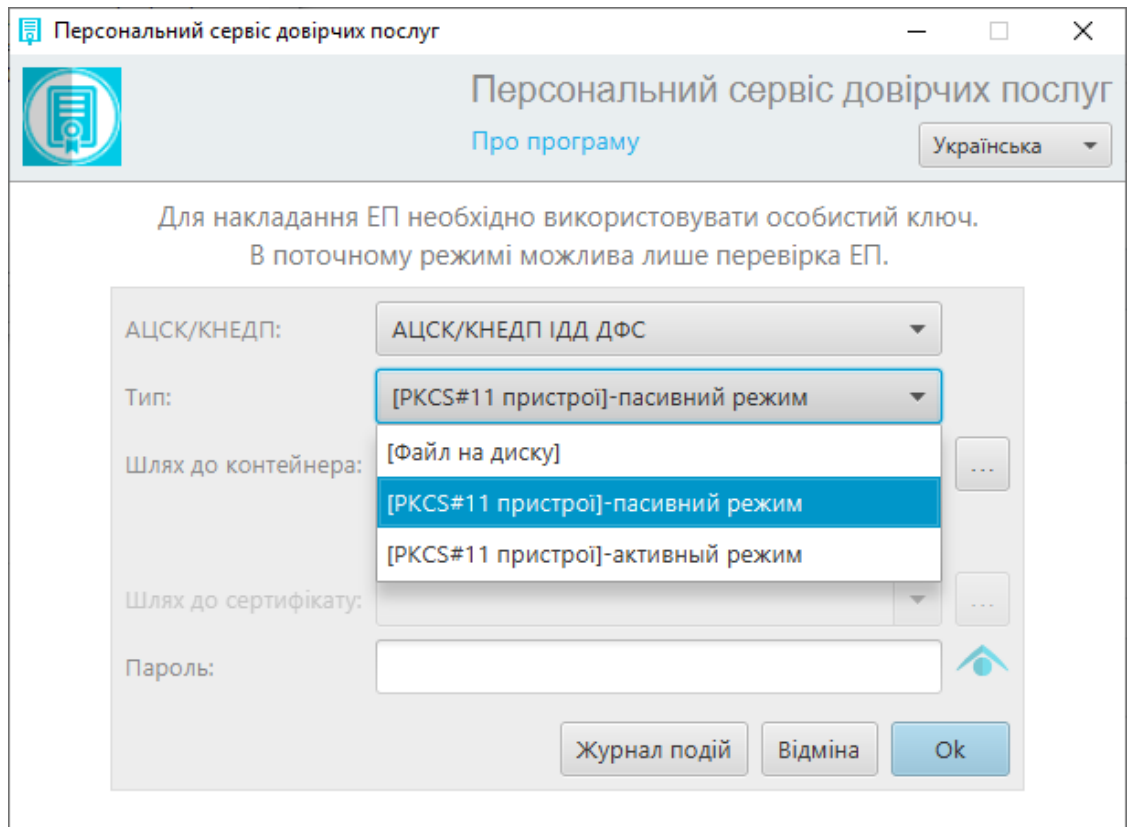 Персональний сервіс довірчих послуг
Персональний сервіс довірчих послуг
Про програму
Українська
Для накладання ЕП необхідно використовувати особистий ключ.
В поточному режимі можлива лише перевірка ЕП.
АЦСК/КНЕДП: АЦСК/КНЕДП ІДД ДФС
Тип: [PKCS#11 пристрої]-пасивний режим
[Файл на диску]
Шлях до контейнера: ...
[PKCS#11 пристрої]-пасивний режим
[PKCS#11 пристрої]-активный режим
Шлях до сертифікату: ...
Пароль:
Журнал подій Відміна Ok